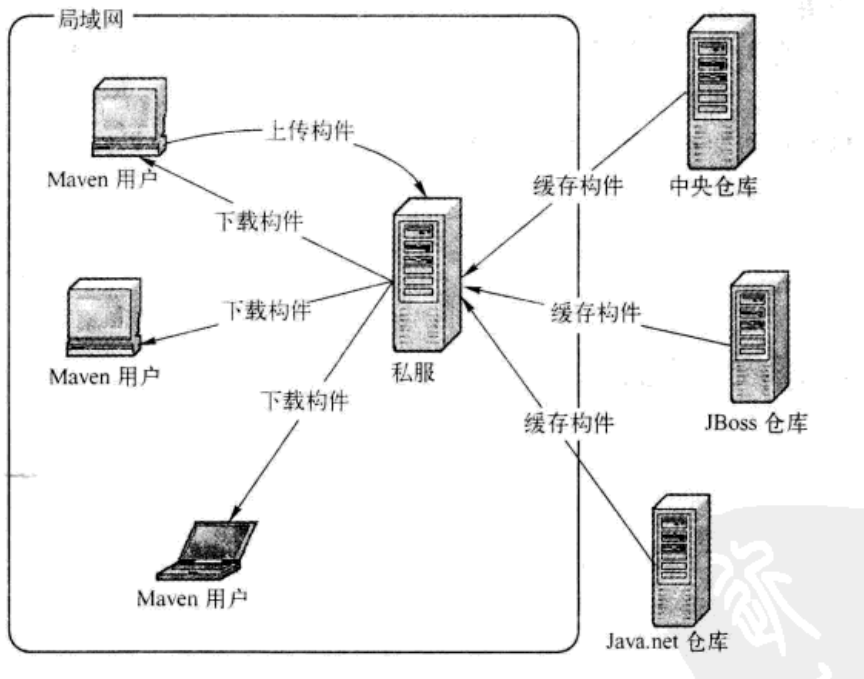 局域网
上传构件
Maven 用户
缓存构件
中央仓库
下载构件
下载构件
缓存构件
Maven 用户
私服
下载构件
缓存构件
JBoss 仓库
Maven 用户
Java.net 仓库